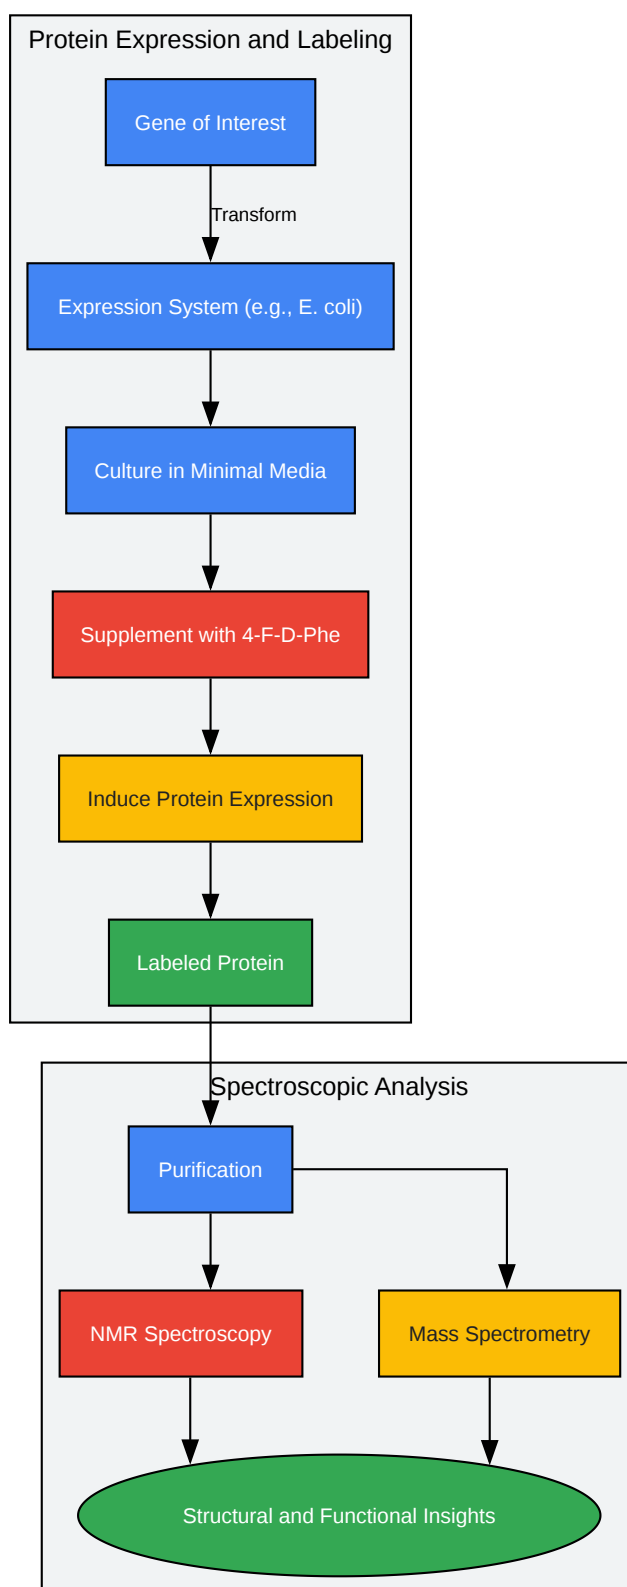 Protein Expression and Labeling
Gene of Interest
Transform
Expression System (e.g., E. coli)
Culture in Minimal Media
Supplement with 4-F-D-Phe
Induce Protein Expression
Labeled Protein
Spectroscopic Analysis
Purification
NMR Spectroscopy
Mass Spectrometry
Structural and Functional Insights